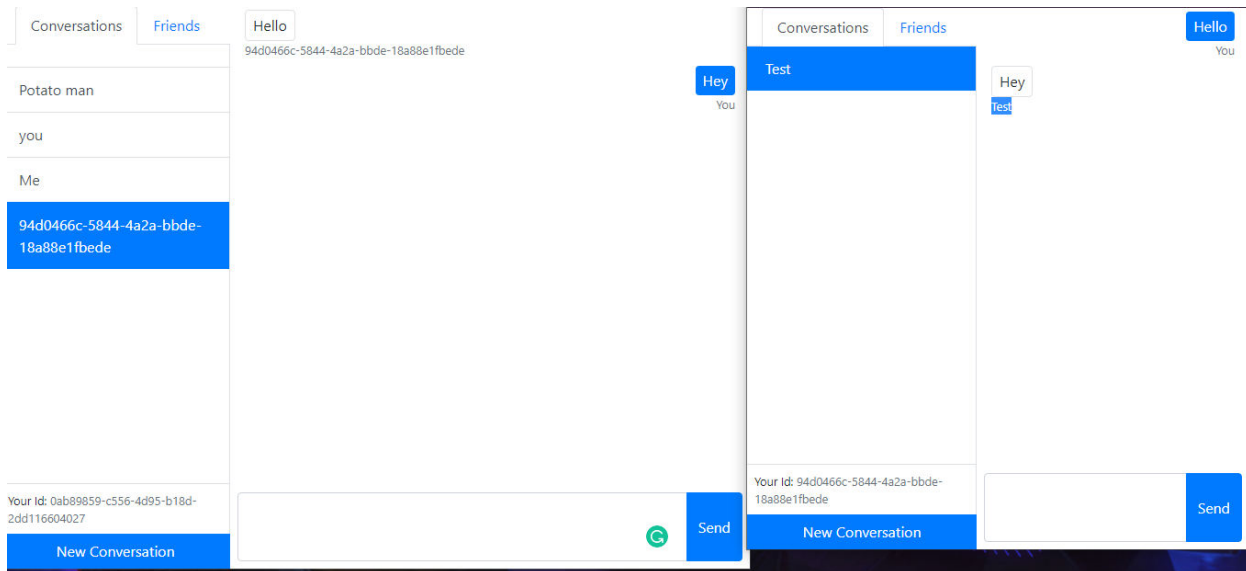 Conversations Friends
Potato man
you
Me
94d0466c-5844-4a2a-bbde-
18a88e1fbede
Your Id: 0ab89859-c556-4d95-b18d-
2dd116604027
New Conversation
Hello
94d0466c-5844-4a2a-bbde-18a88e1fbede
Hey
You
Send
Conversations Friends
Test
Your Id: 94d0466c-5844-4a2a-bbde-
18a88e1fbede
New Conversation
Hello
You
Hey
Test
Send